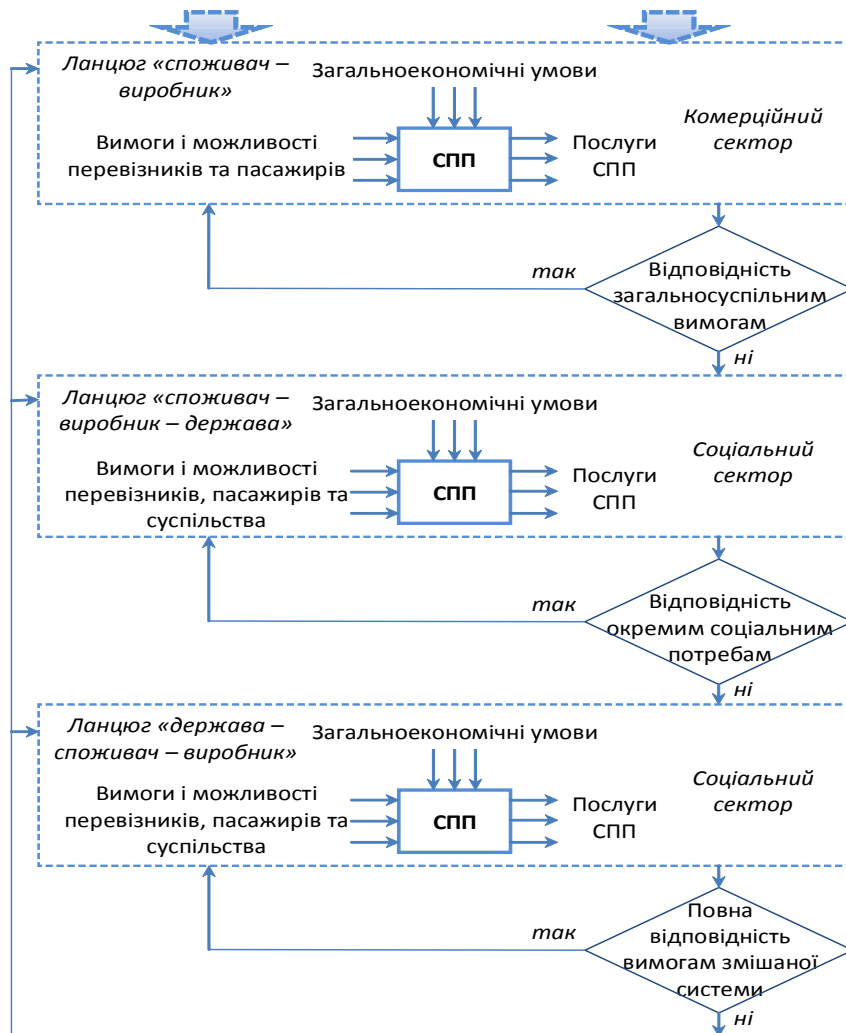 Ланцюг «споживач –
виробник»
Загальноекономічні умови
Вимоги і можливості
перевізників та пасажирів
СПП
Послуги
СПП
Комерційний
сектор
так
Відповідність
загальносуспільним
вимогам
ні
Ланцюг «споживач –
виробник – держава»
Загальноекономічні умови
Вимоги і можливості
перевізників, пасажирів та
суспільства
СПП
Послуги
СПП
Соціальний
сектор
так
Відповідність
окремим соціальним
потребам
ні
Ланцюг «держава –
споживач – виробник»
Загальноекономічні умови
Вимоги і можливості
перевізників, пасажирів та
суспільства
СПП
Послуги
СПП
Соціальний
сектор
так
Повна
відповідність
вимогам змішаної
системи
ні